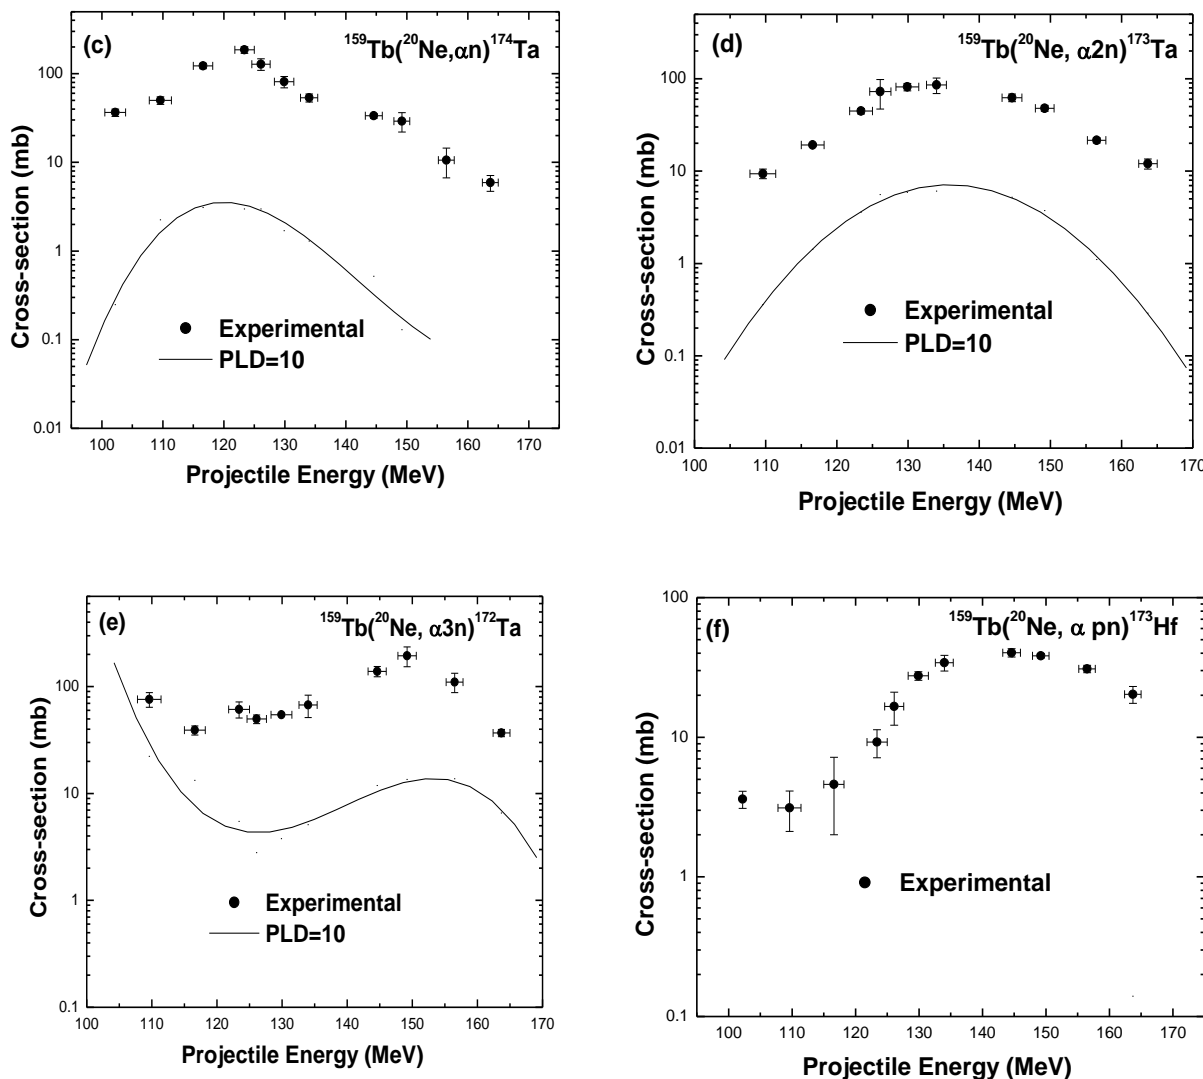 (c)
¹⁵⁹Tb(²⁰Ne,αn)¹⁷⁴Ta
Cross-section (mb)
100
10
1
0.1
0.01
Experimental
PLD=10
100 110 120 130 140 150 160 170
Projectile Energy (MeV)
(d)
¹⁵⁹Tb(²⁰Ne, α2n)¹⁷³Ta
Cross-section (mb)
100
10
1
0.1
0.01
Experimental
PLD=10
100 110 120 130 140 150 160 170
Projectile Energy (MeV)
(e)
¹⁵⁹Tb(²⁰Ne, α3n)¹⁷²Ta
Cross-section (mb)
100
10
1
0.1
Experimental
PLD=10
100 110 120 130 140 150 160 170
Projectile Energy (MeV)
(f)
¹⁵⁹Tb(²⁰Ne, α pn)¹⁷³Hf
Cross-section (mb)
100
10
1
0.1
Experimental
100 110 120 130 140 150 160 170
Projectile Energy (MeV)